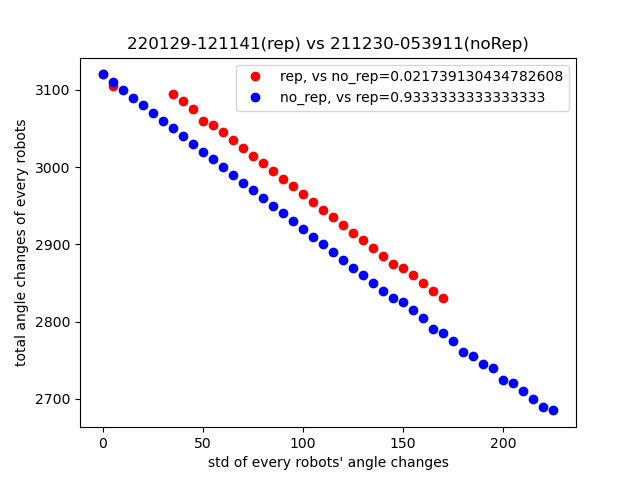 220129-121141(rep) vs 211230-053911(noRep)
rep, vs no_rep=0.021739130434782608
no_rep, vs rep=0.9333333333333333
total angle changes of every robots
3100
3000
2900
2800
2700
0 50 100 150 200
std of every robots' angle changes